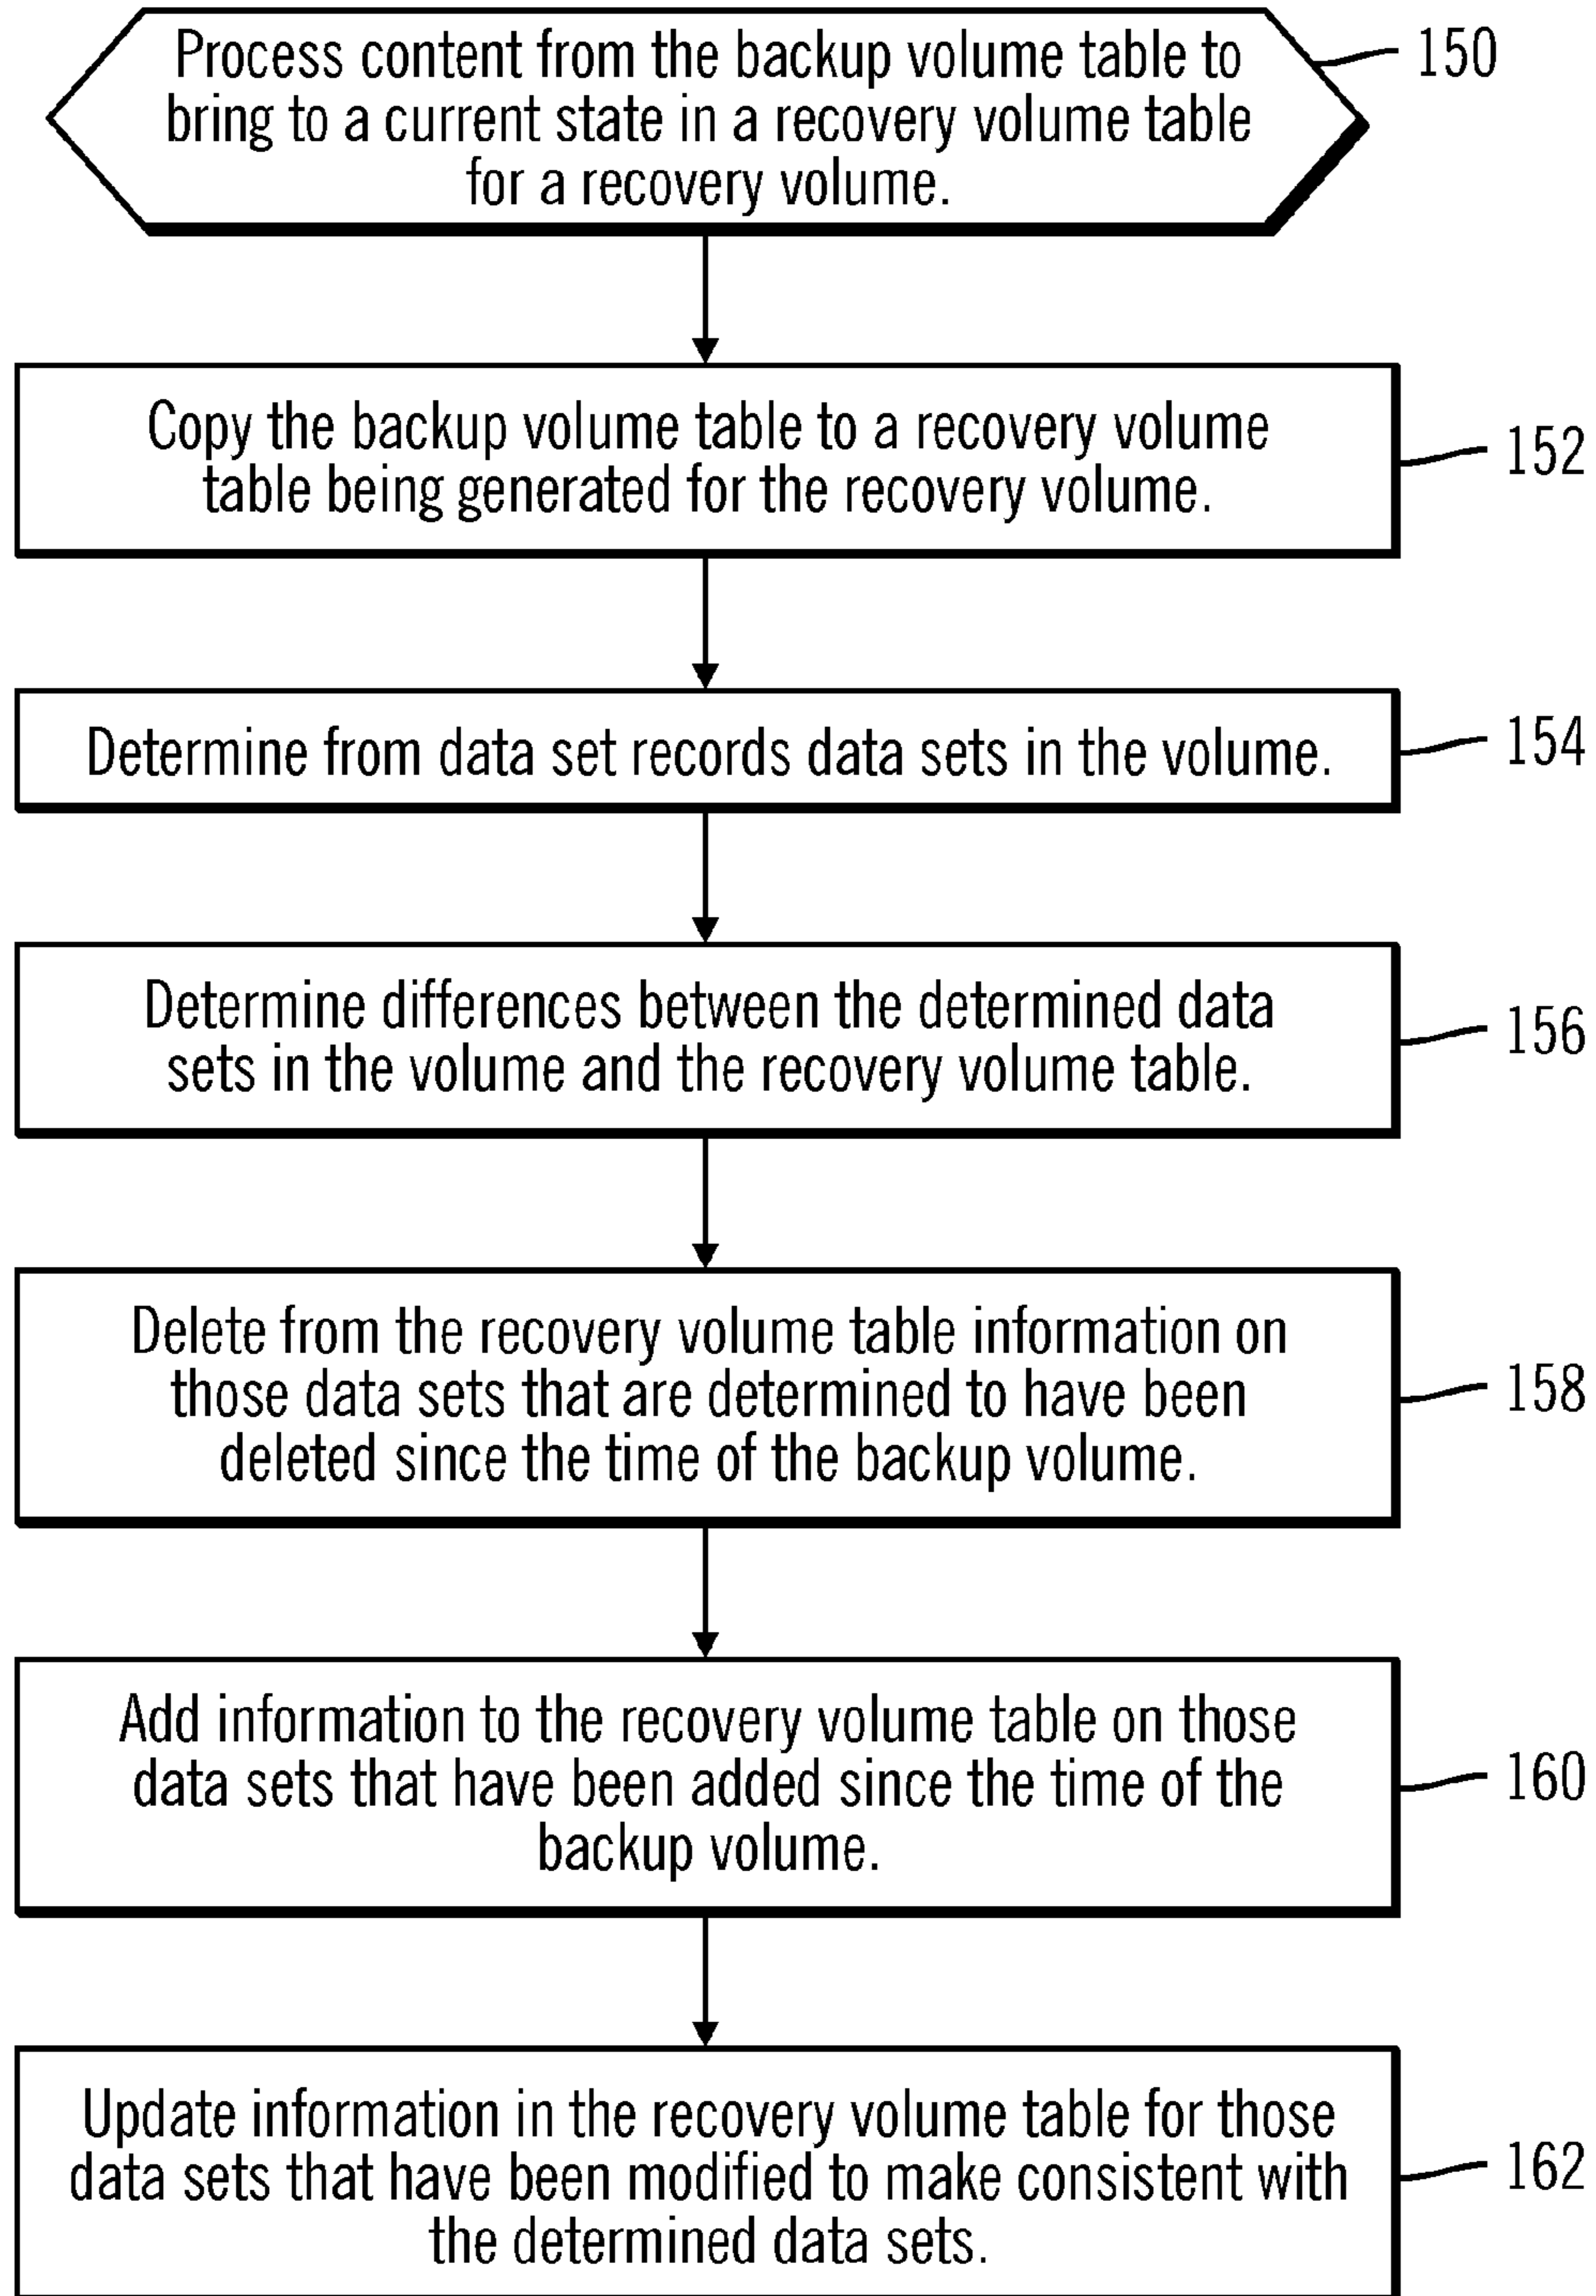 Process content from the backup volume table to
bring to a current state in a recovery volume table
for a recovery volume.
150
Copy the backup volume table to a recovery volume
table being generated for the recovery volume.
152
Determine from data set records data sets in the volume.
154
Determine differences between the determined data
sets in the volume and the recovery volume table.
156
Delete from the recovery volume table information on
those data sets that are determined to have been
deleted since the time of the backup volume.
158
Add information to the recovery volume table on those
data sets that have been added since the time of the
backup volume.
160
Update information in the recovery volume table for those
data sets that have been modified to make consistent with
the determined data sets.
162